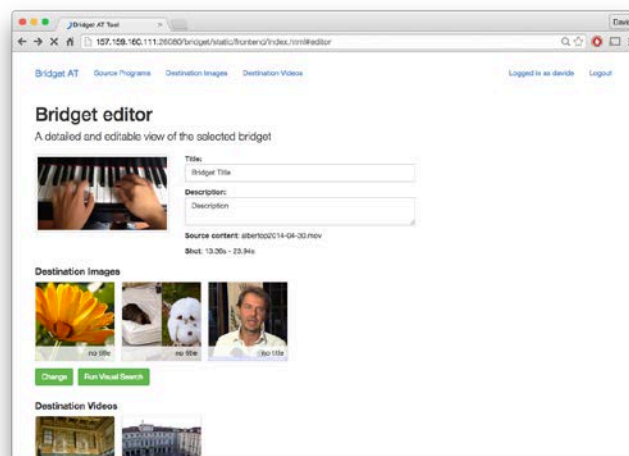 Bridget AT Tool
David
157.159.160.111:26080/bridget/static/frontend/index.html#editor
Bridget AT Source Programs Destination Images Destination Videos Logged in as davide Logout
Bridget editor
A detailed and editable view of the selected bridget
Title:
Bridget Title
Description:
Description
Source content: albertop2014-04-30.mov
Shot: 13.36s - 23.94s
Destination Images
no title no title no title
Change Run Visual Search
Destination Videos